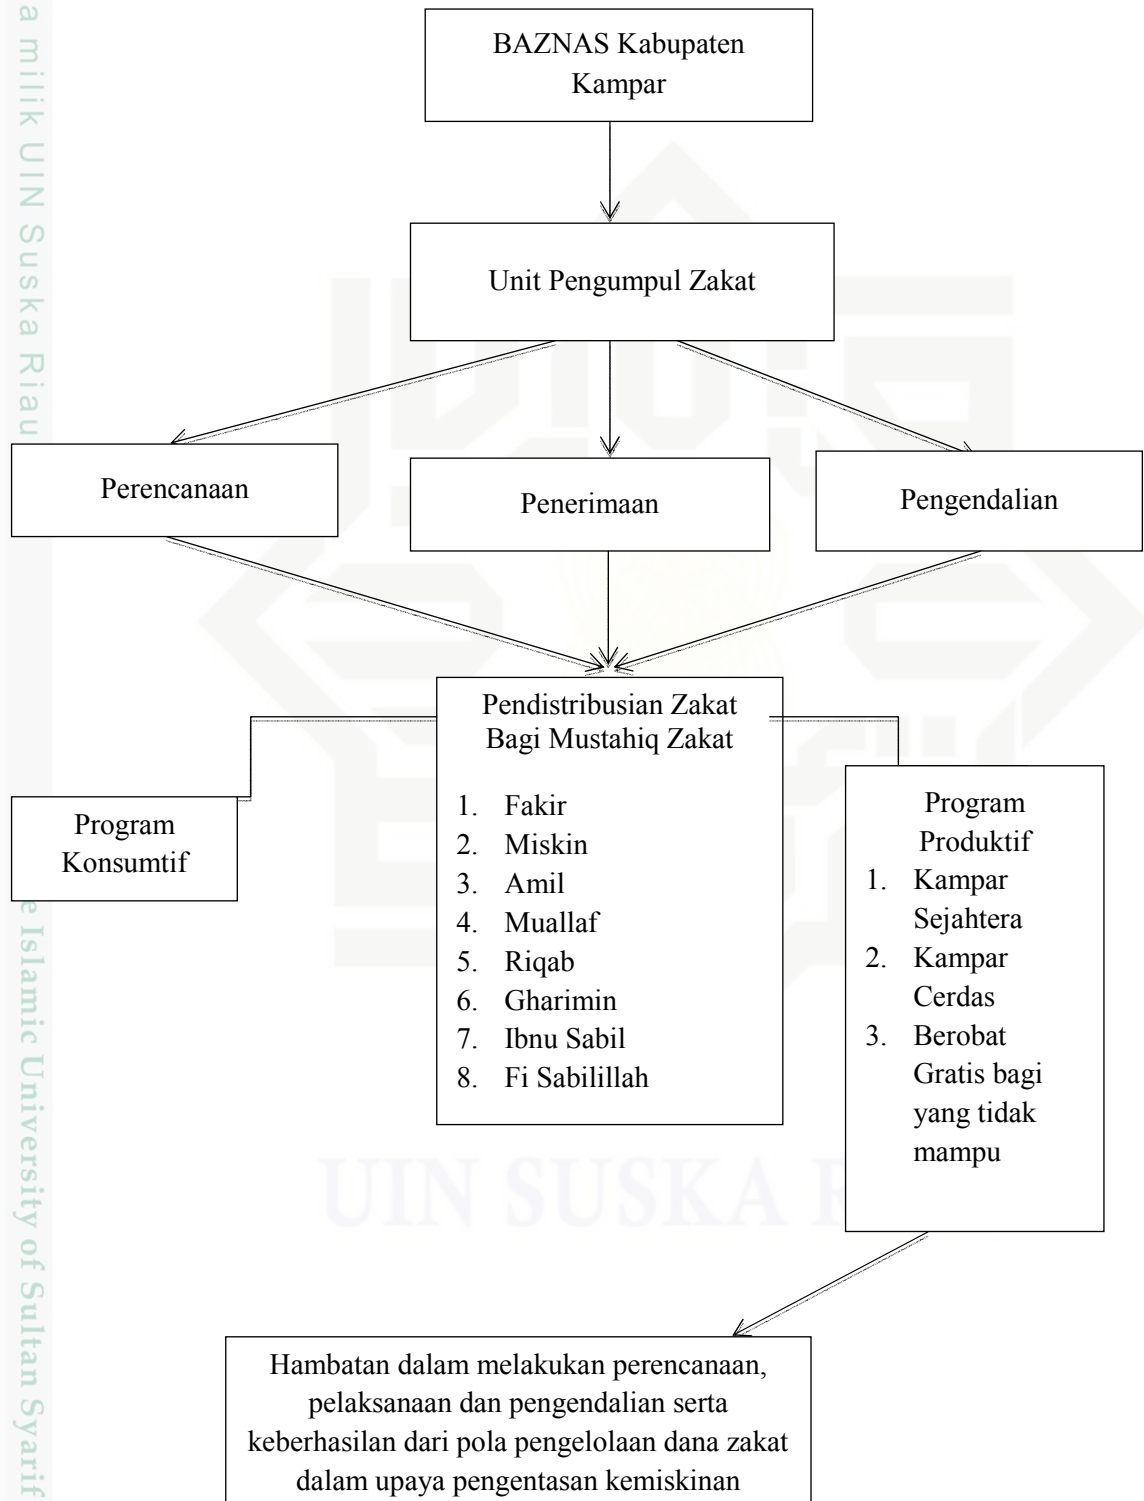 BAZNAS Kabupaten
Kampar
Unit Pengumpul Zakat
Perencanaan
Penerimaan
Pengendalian
Pendistribusian Zakat
Bagi Mustahiq Zakat
1. Fakir
2. Miskin
3. Amil
4. Muallaf
5. Riqab
6. Gharimin
7. Ibnu Sabil
8. Fi Sabilillah
Program
Konsumtif
Program
Produktif
1. Kampar
Sejahtera
2. Kampar
Cerdas
3. Berobat
Gratis bagi
yang tidak
mampu
Hambatan dalam melakukan perencanaan,
pelaksanaan dan pengendalian serta
keberhasilan dari pola pengelolaan dana zakat
dalam upaya pengentasan kemiskinan
a milik UIN Suska Riau
Islamic University of Sultan Syarif
UIN SUSKA